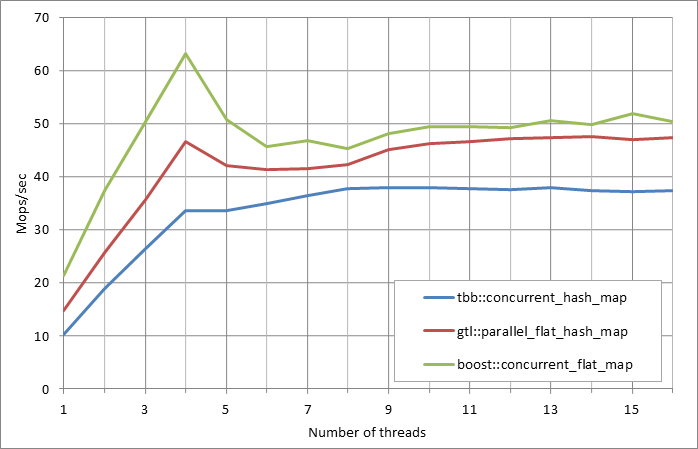 70
60
50
40
30
20
10
0
Mops/sec
tbb::concurrent_hash_map
gtl::parallel_flat_hash_map
boost::concurrent_flat_map
1 3 5 7 9 11 13 15
Number of threads